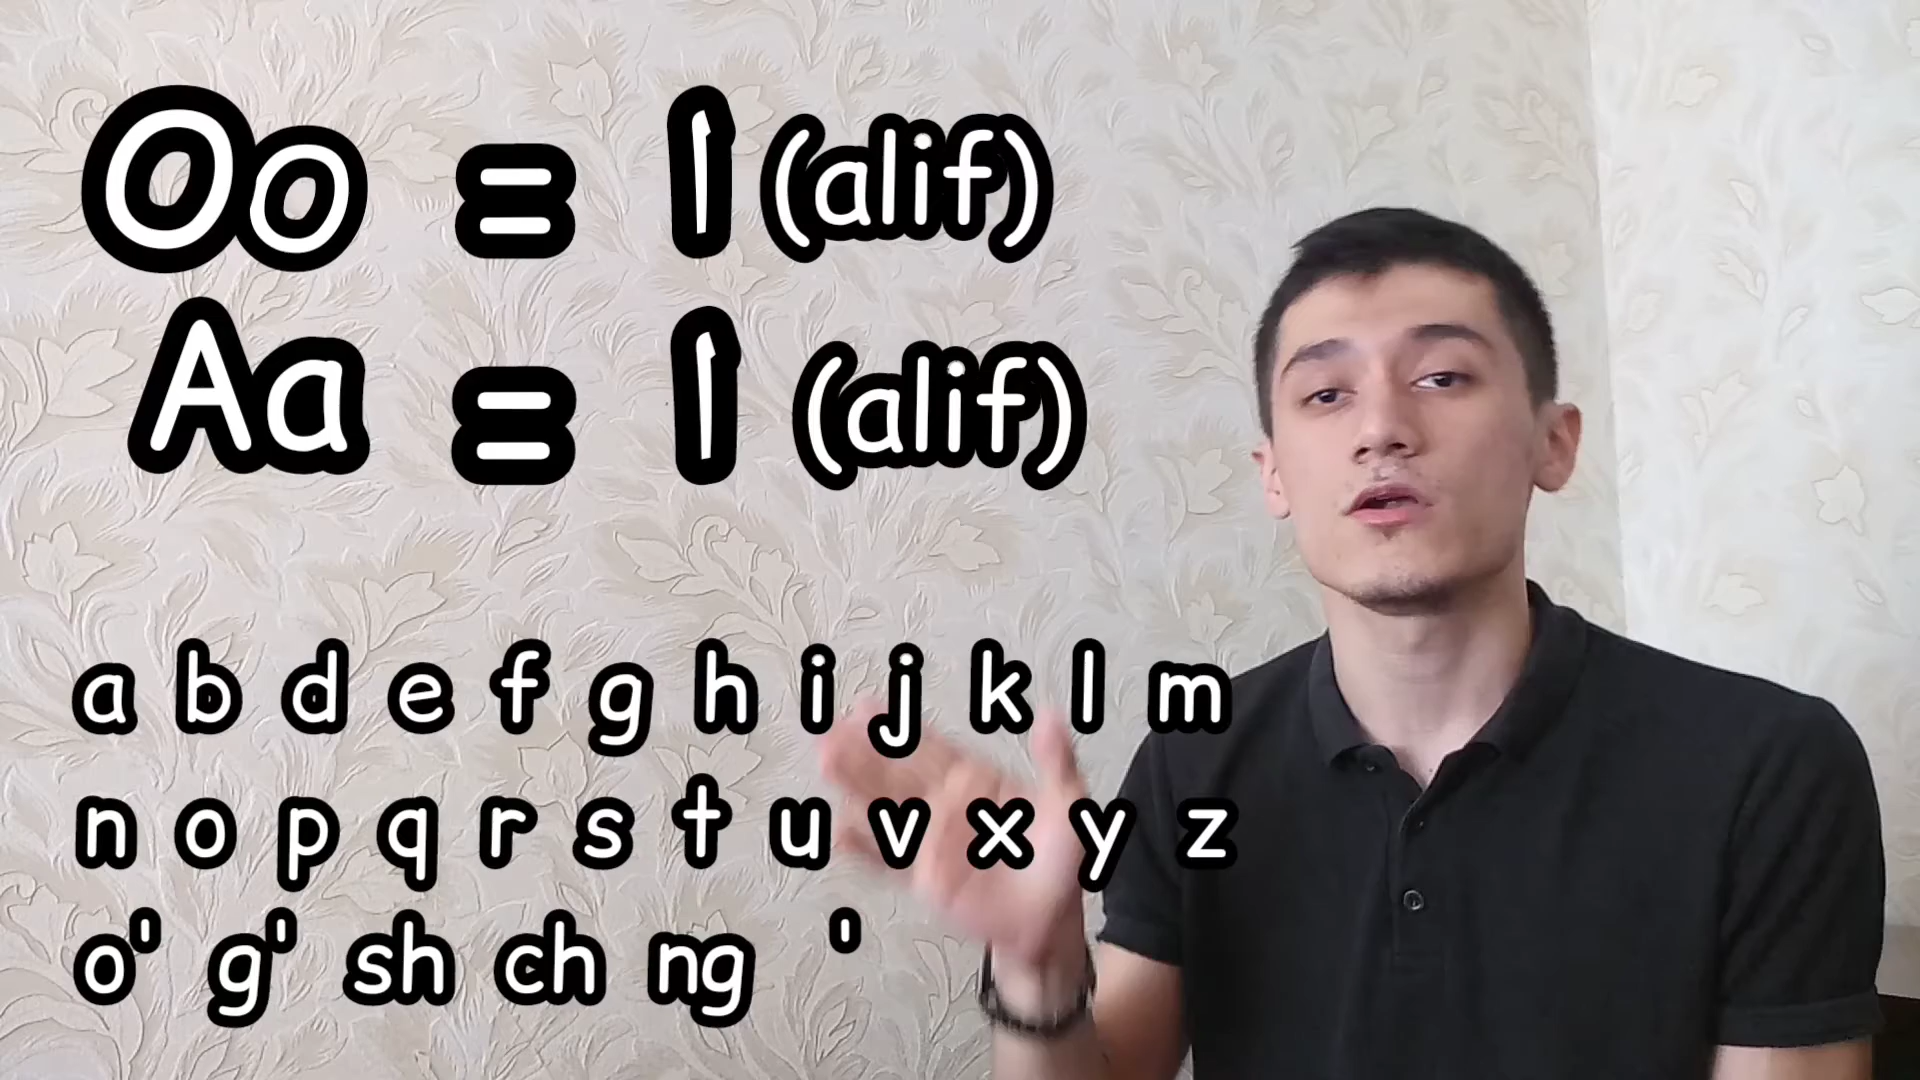 Oo = ا (alif)
Aa = ا (alif)
a b d e f g h i j k l m
n o p q r s t u v x y z
o' g' sh ch ng '